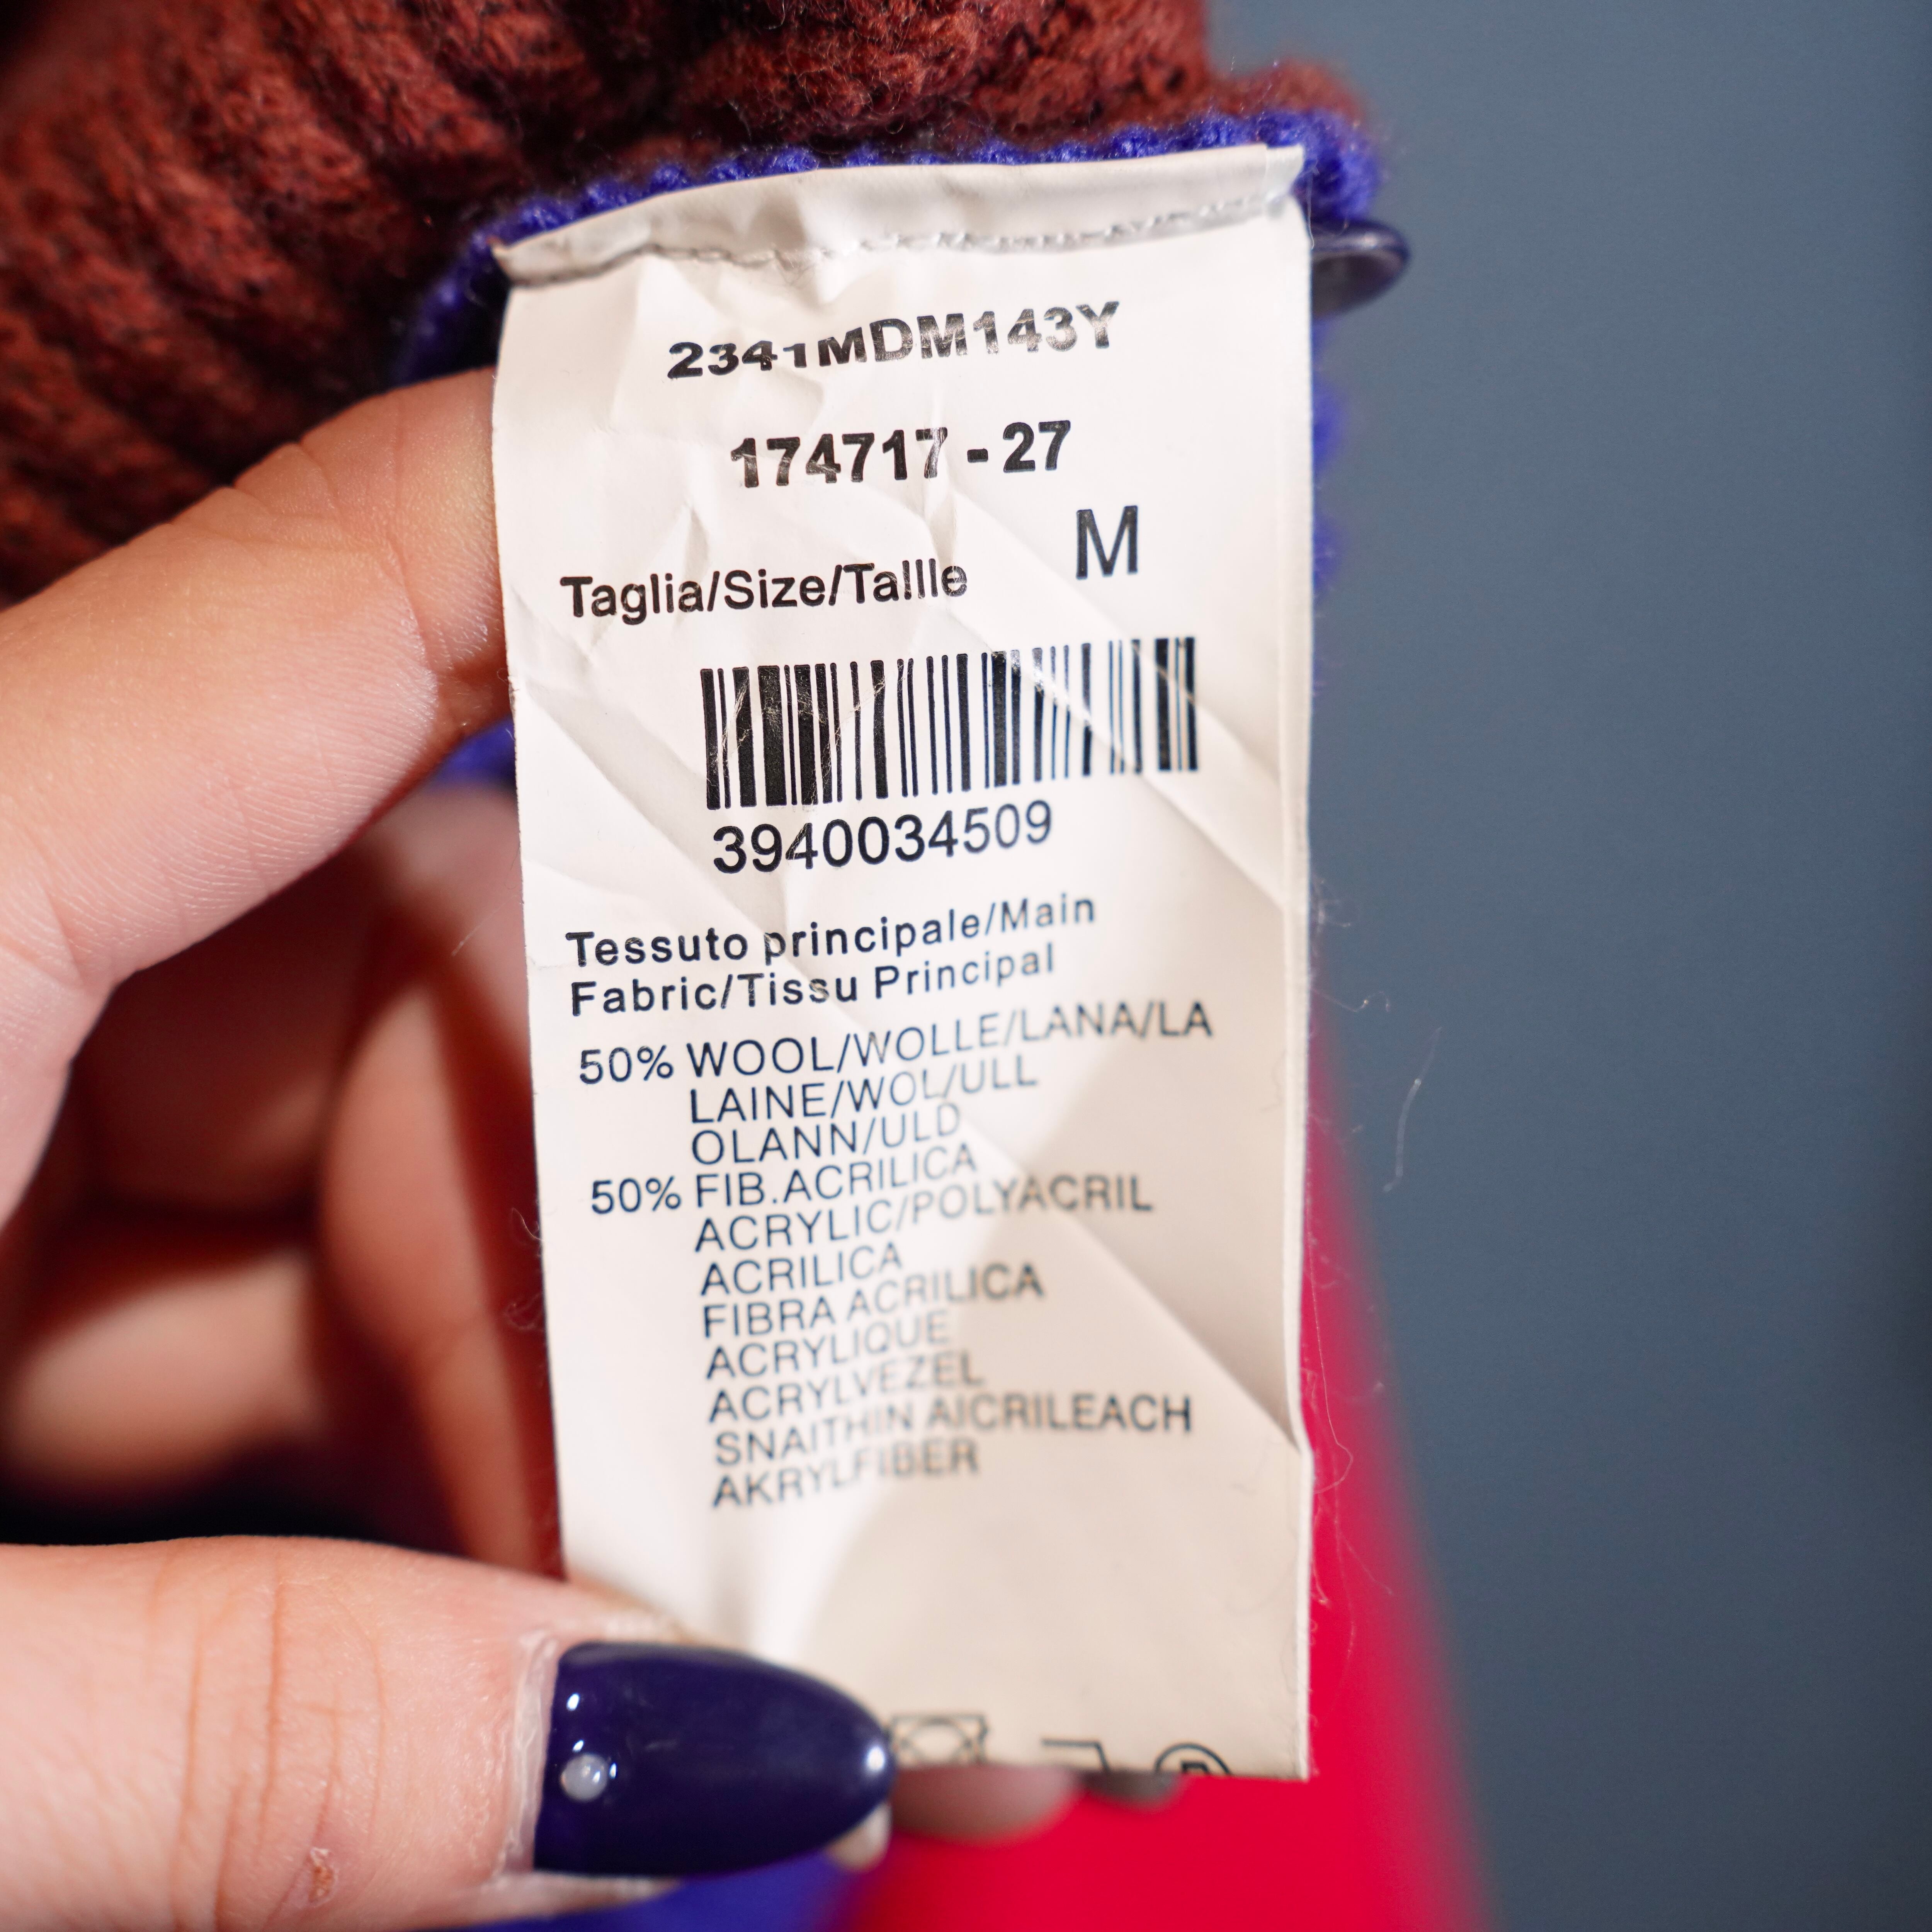 2341MDM143Y
174717 - 27
M
Taglia/Size/Taille
3940034509
Tessuto principale/Main
Fabric/Tissu Principal
50% WOOL/WOLLE/LANA/LA
LAINE/WOL/ULL
OLANN/ULD
50% FIB.ACRILICA
ACRYLIC/POLYACRIL
ACRILICA
FIBRA ACRILICA
ACRYLIQUE
ACRYLVEZEL
SNAITHIN AICRILEACH
AKRYLFIBER